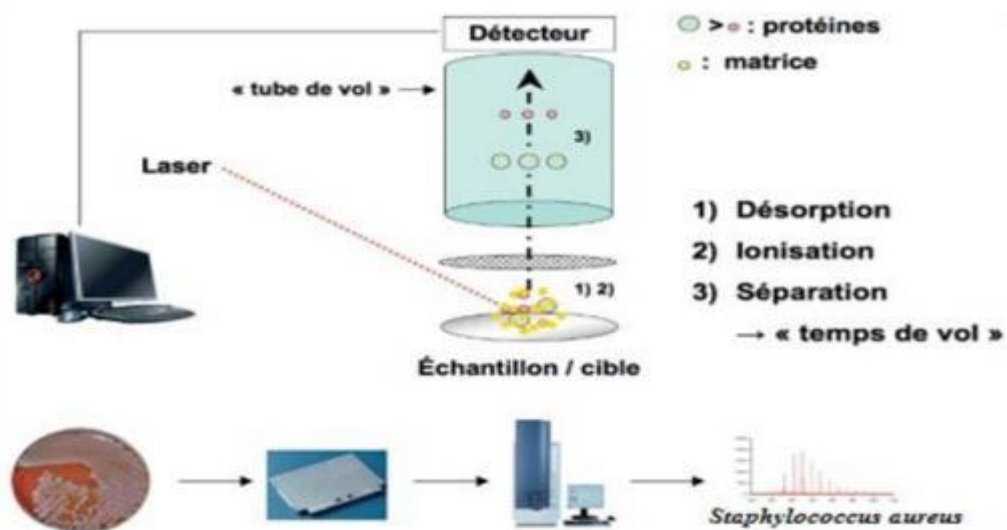 Détecteur
> : protéines
: matrice
« tube de vol » →
3)
Laser
1) Désorption
2) Ionisation
3) Séparation
→ « temps de vol »
1) 2)
Échantillon / cible
Staphylococcus aureus